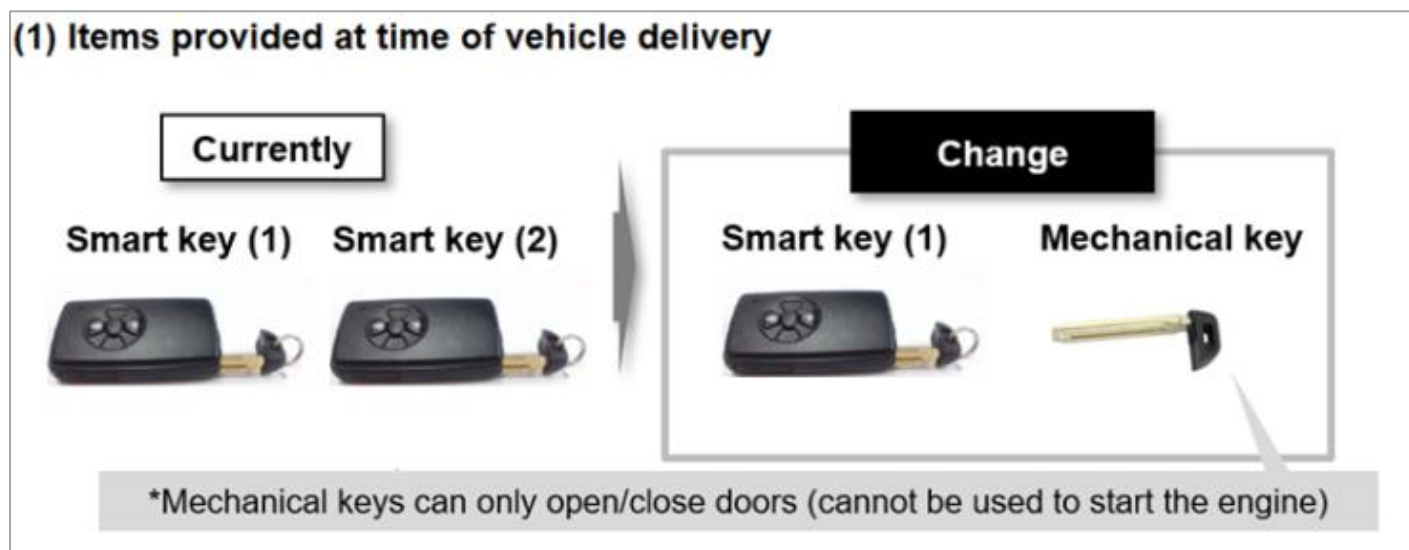 (1) Items provided at time of vehicle delivery
Currently
Change
Smart key (1)
Smart key (2)
Smart key (1)
Mechanical key
*Mechanical keys can only open/close doors (cannot be used to start the engine)